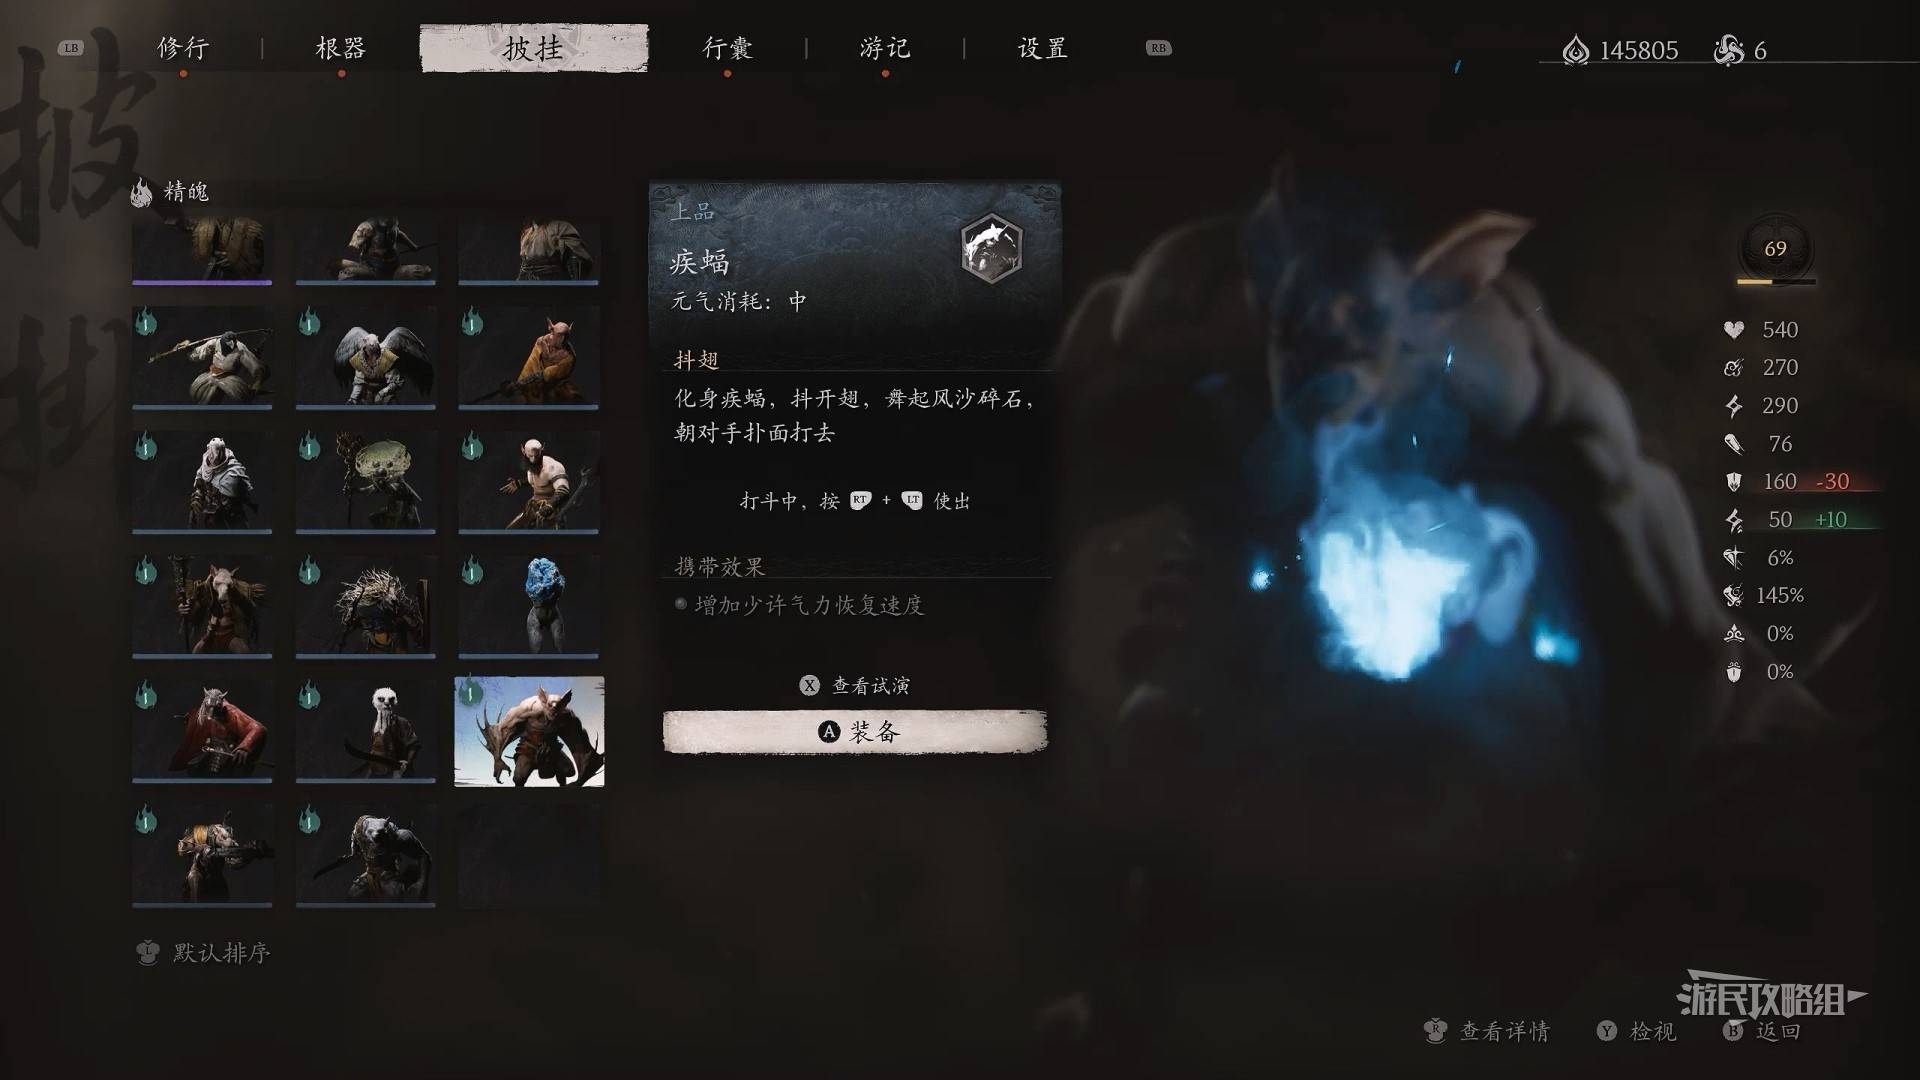 LB 修行 根器 披挂 行囊 游记 设置 RB 145805 6
披挂
精魄
上品
疾蝠
元气消耗：中
抖翅
化身疾蝠，抖开翅，舞起风沙碎石，
朝对手扑面打去
打斗中，按 RT + LT 使出
携带效果
增加少许气力恢复速度
X 查看试演
A 装备
69
540
270
290
76
160 -30
50 +10
6%
145%
0%
0%
L 默认排序
游民攻略组
R 查看详情 Y 检视 B 返回